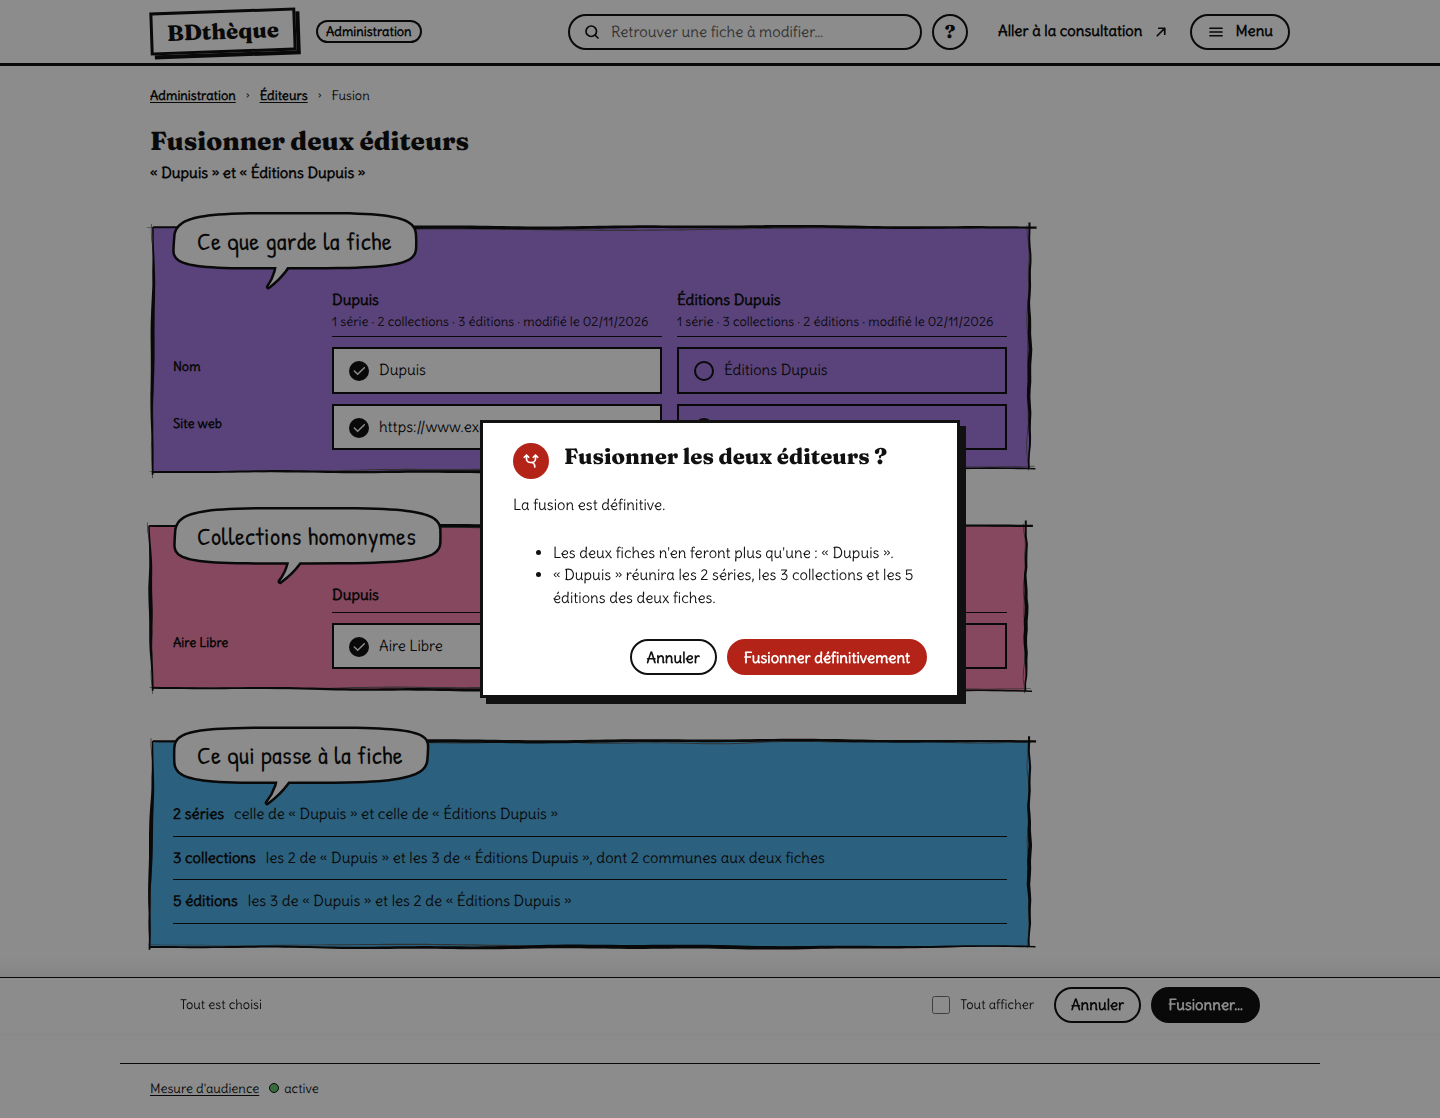 BDthèque
Administration
Retrouver une fiche à modifier...
?
Aller à la consultation
Menu
Administration › Éditeurs › Fusion
Fusionner deux éditeurs
« Dupuis » et « Éditions Dupuis »
Ce que garde la fiche
Dupuis
1 série · 2 collections · 3 éditions · modifié le 02/11/2026
Éditions Dupuis
1 série · 3 collections · 2 éditions · modifié le 02/11/2026
Nom
Dupuis
Éditions Dupuis
Site web
https://www.ex
Fusionner les deux éditeurs ?
La fusion est définitive.
• Les deux fiches n'en feront plus qu'une : « Dupuis ».
• « Dupuis » réunira les 2 séries, les 3 collections et les 5
éditions des deux fiches.
Annuler
Fusionner définitivement
Collections homonymes
Dupuis
Aire Libre
Aire Libre
Ce qui passe à la fiche
2 séries celle de « Dupuis » et celle de « Éditions Dupuis »
3 collections les 2 de « Dupuis » et les 3 de « Éditions Dupuis », dont 2 communes aux deux fiches
5 éditions les 3 de « Dupuis » et les 2 de « Éditions Dupuis »
Tout est choisi
Tout afficher
Annuler
Fusionner...
Mesure d'audience
active